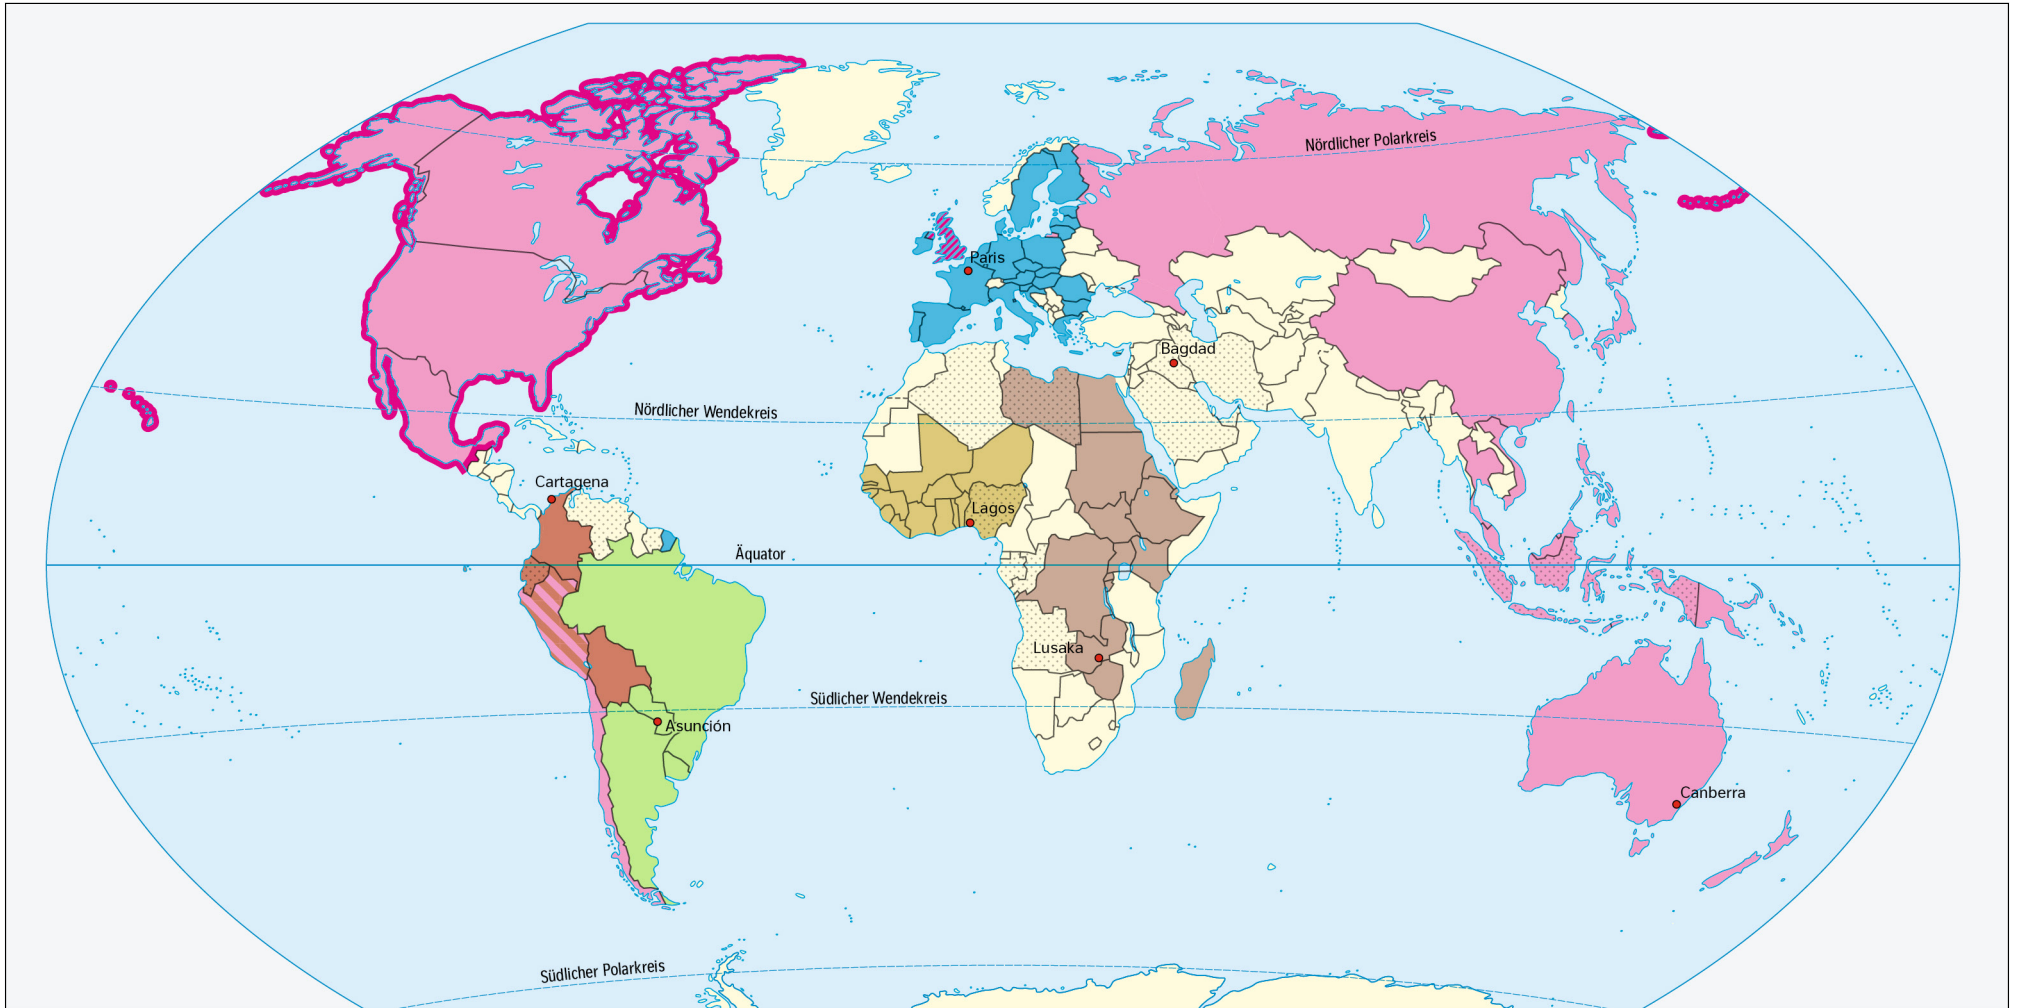 Nördlicher Polarkreis
Paris
Bagdad
Nördlicher Wendekreis
Cartagena
Lagos
Äquator
Lusaka
Südlicher Wendekreis
Asunción
Canberra
Südlicher Polarkreis